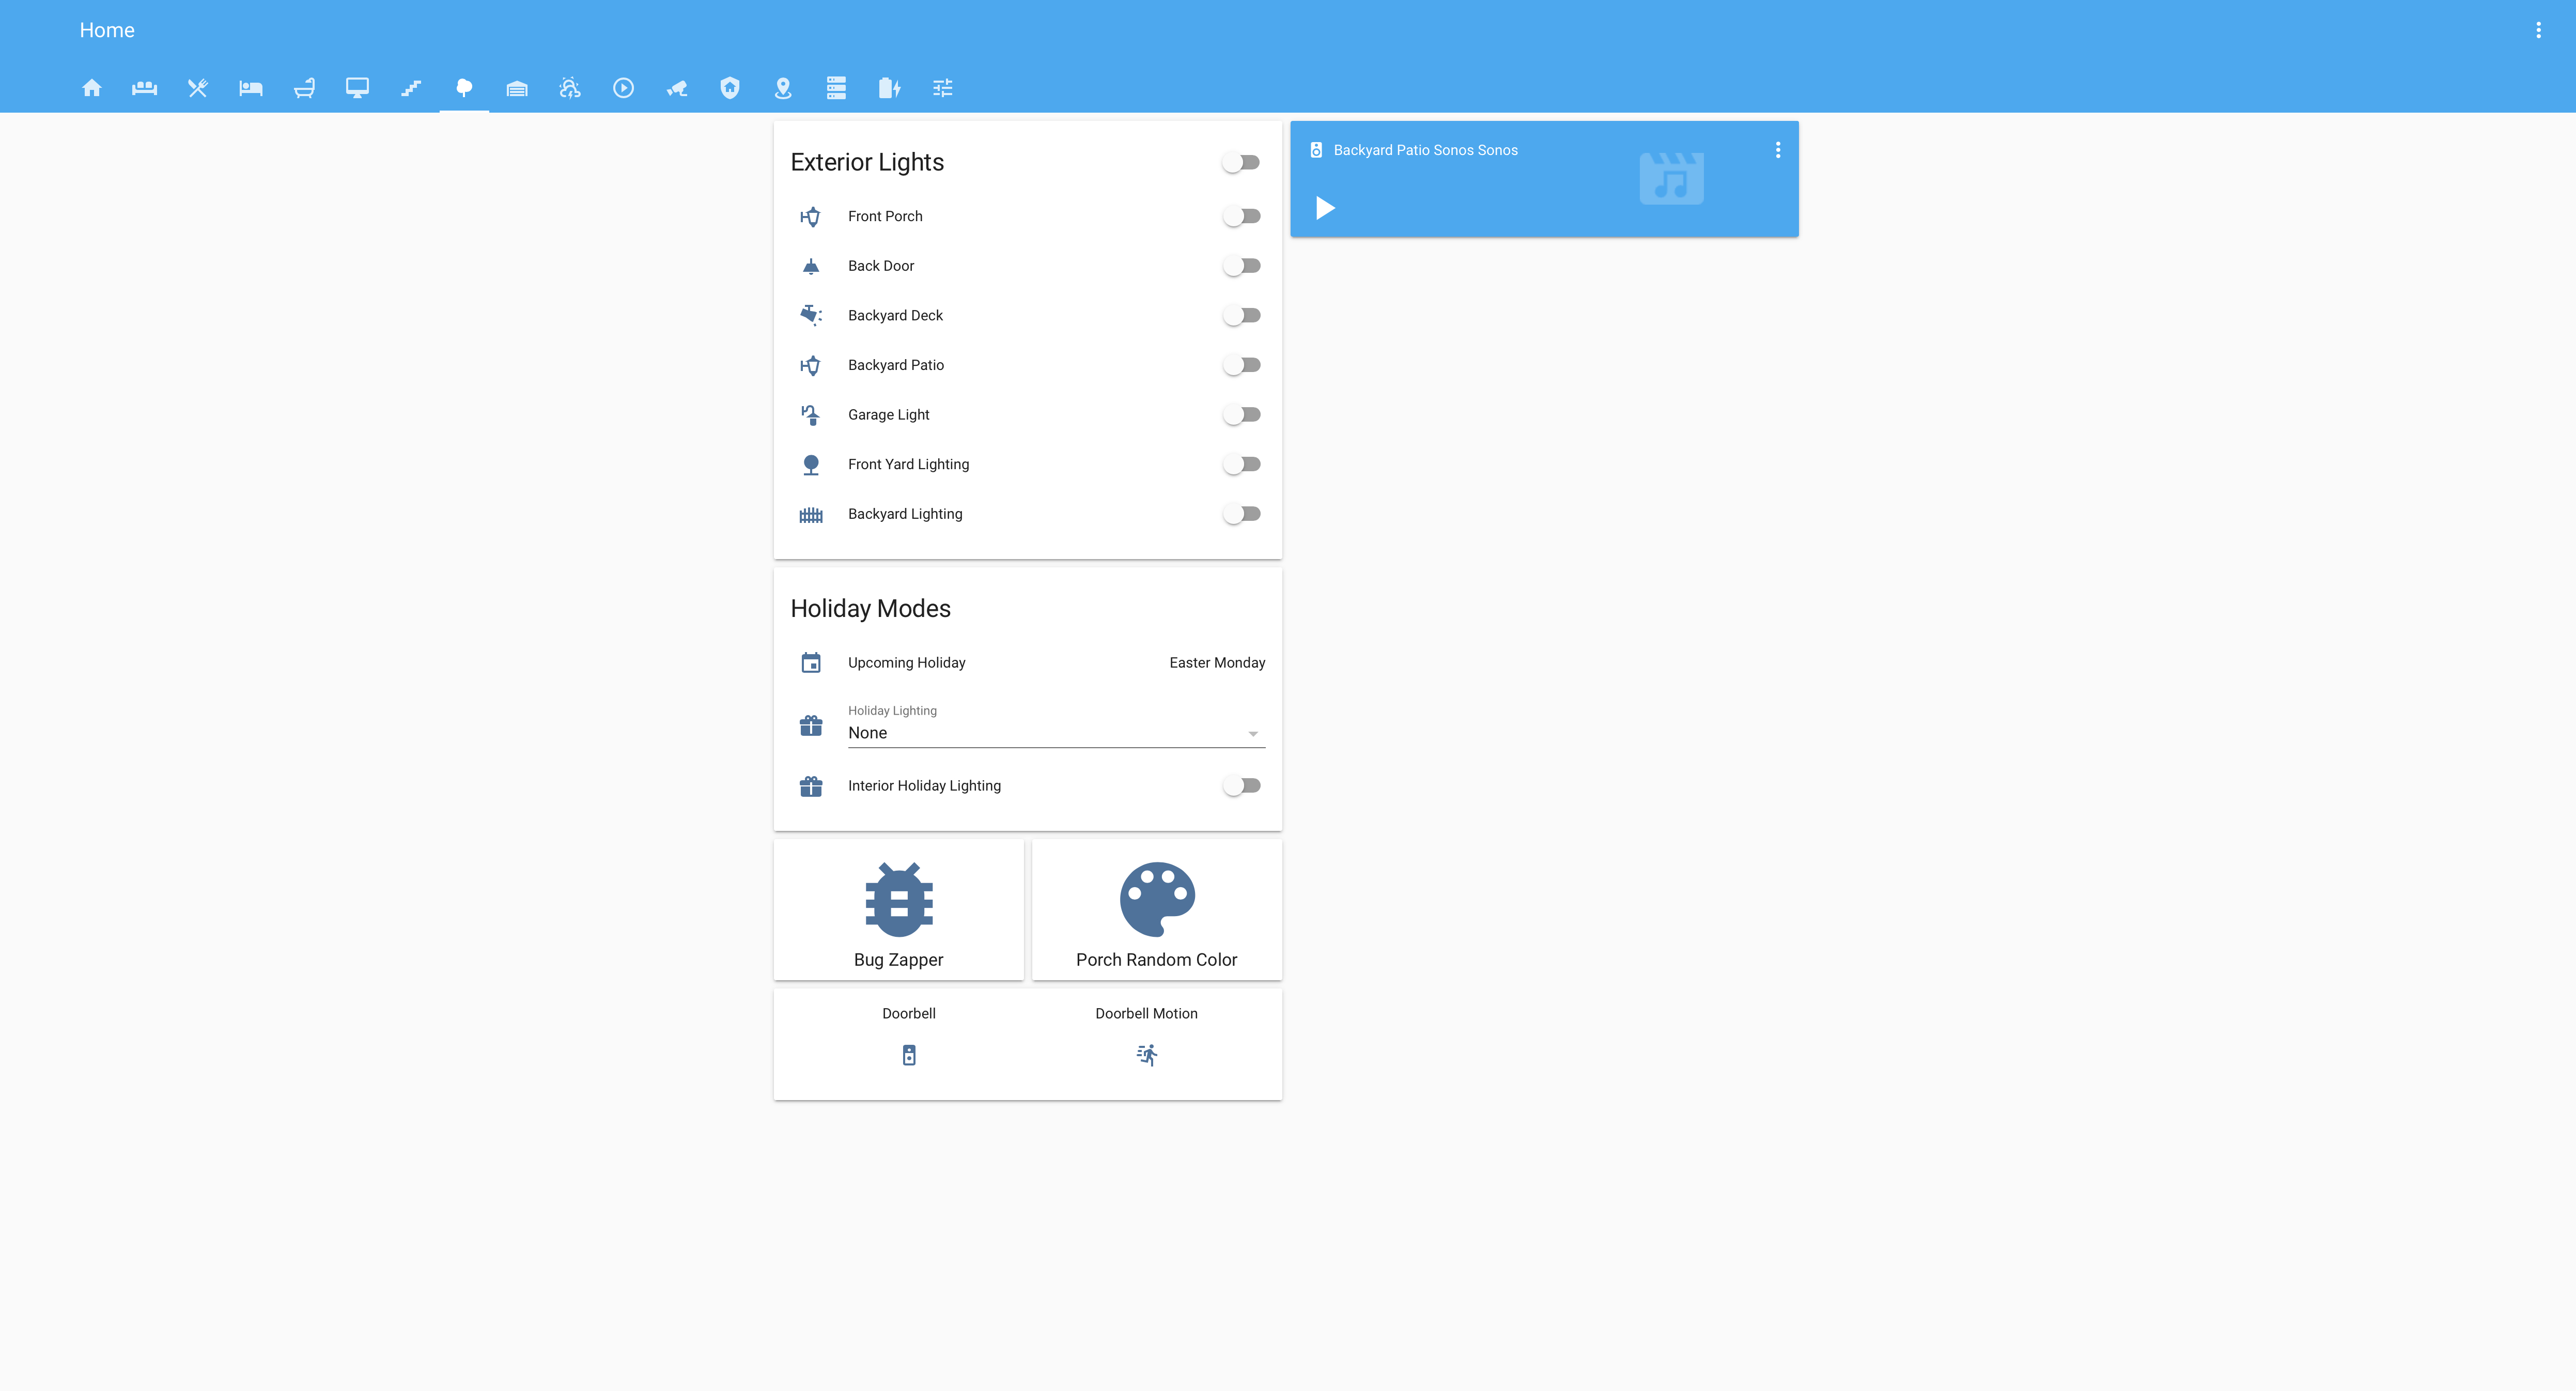 Home
Exterior Lights
Front Porch
Back Door
Backyard Deck
Backyard Patio
Garage Light
Front Yard Lighting
Backyard Lighting
Holiday Modes
Upcoming Holiday Easter Monday
Holiday Lighting
None
Interior Holiday Lighting
Bug Zapper
Porch Random Color
Doorbell
Doorbell Motion
Backyard Patio Sonos Sonos